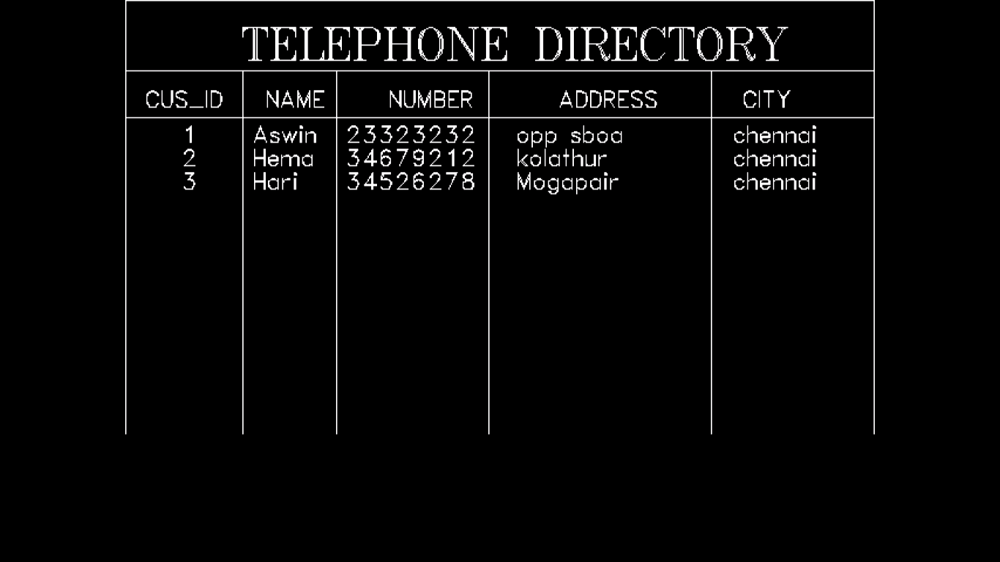 TELEPHONE DIRECTORY
CUS_ID NAME NUMBER ADDRESS CITY
1 Aswin 23323232 opp sboa chennai
2 Hema 34679212 kolathur chennai
3 Hari 34526278 Mogapair chennai